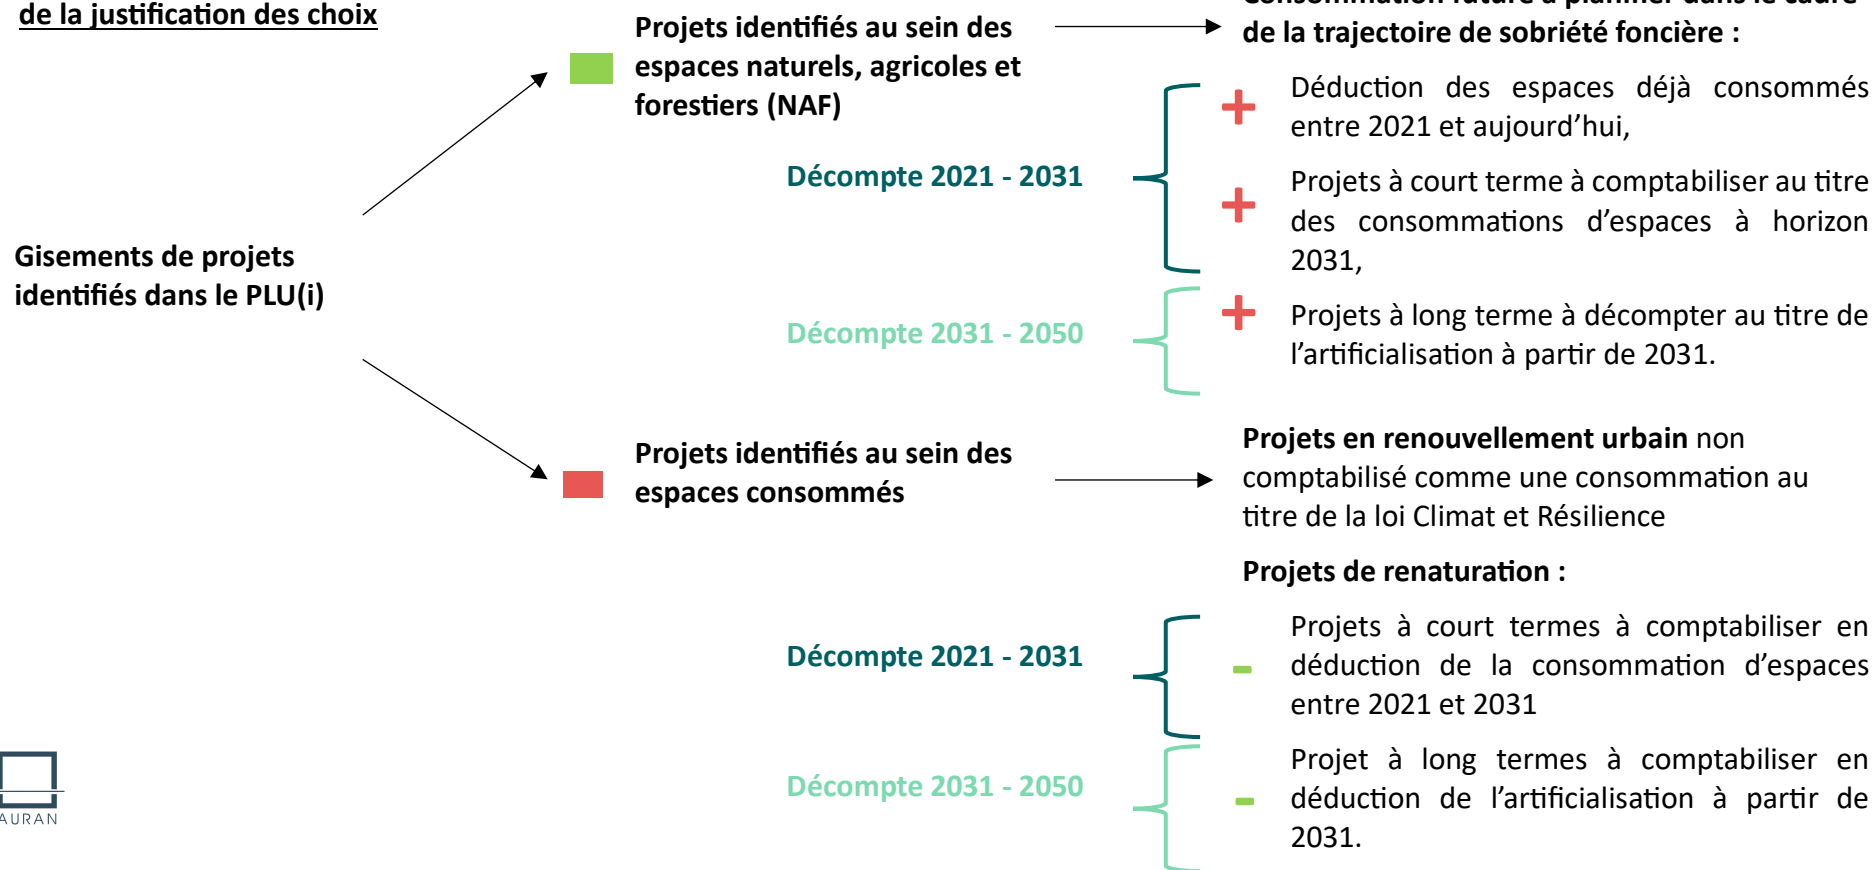 de la justification des choix
Projets identifiés au sein des
espaces naturels, agricoles et
forestiers (NAF)
de la trajectoire de sobriété foncière :
Décompte 2021 - 2031
+ Déduction des espaces déjà consommés
entre 2021 et aujourd’hui,
+ Projets à court terme à comptabiliser au titre
des consommations d’espaces à horizon
2031,
Gisements de projets
identifiés dans le PLU(i)
Décompte 2031 - 2050
+ Projets à long terme à décompter au titre de
l’artificialisation à partir de 2031.
Projets identifiés au sein des
espaces consommés
Projets en renouvellement urbain non
comptabilisé comme une consommation au
titre de la loi Climat et Résilience
Projets de renaturation :
Décompte 2021 - 2031
- Projets à court termes à comptabiliser en
déduction de la consommation d’espaces
entre 2021 et 2031
Décompte 2031 - 2050
- Projet à long termes à comptabiliser en
déduction de l’artificialisation à partir de
2031.
AURAN